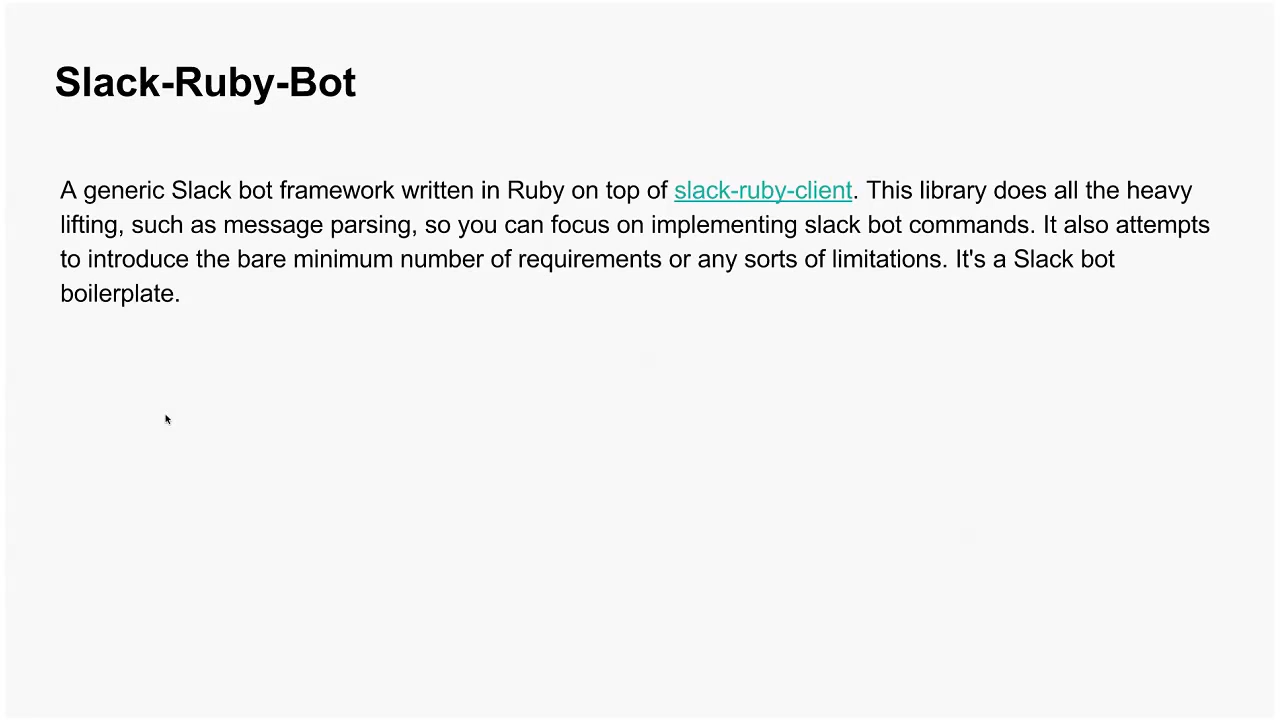 Slack-Ruby-Bot
A generic Slack bot framework written in Ruby on top of slack-ruby-client. This library does all the heavy
lifting, such as message parsing, so you can focus on implementing slack bot commands. It also attempts
to introduce the bare minimum number of requirements or any sorts of limitations. It's a Slack bot
boilerplate.